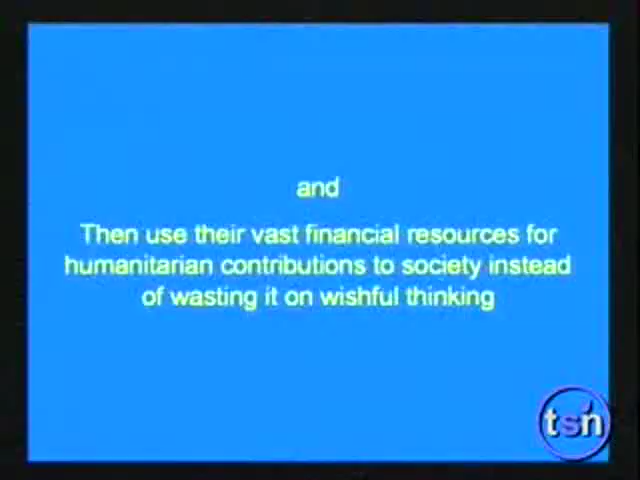 and
Then use their vast financial resources for
humanitarian contributions to society instead
of wasting it on wishful thinking
tsn